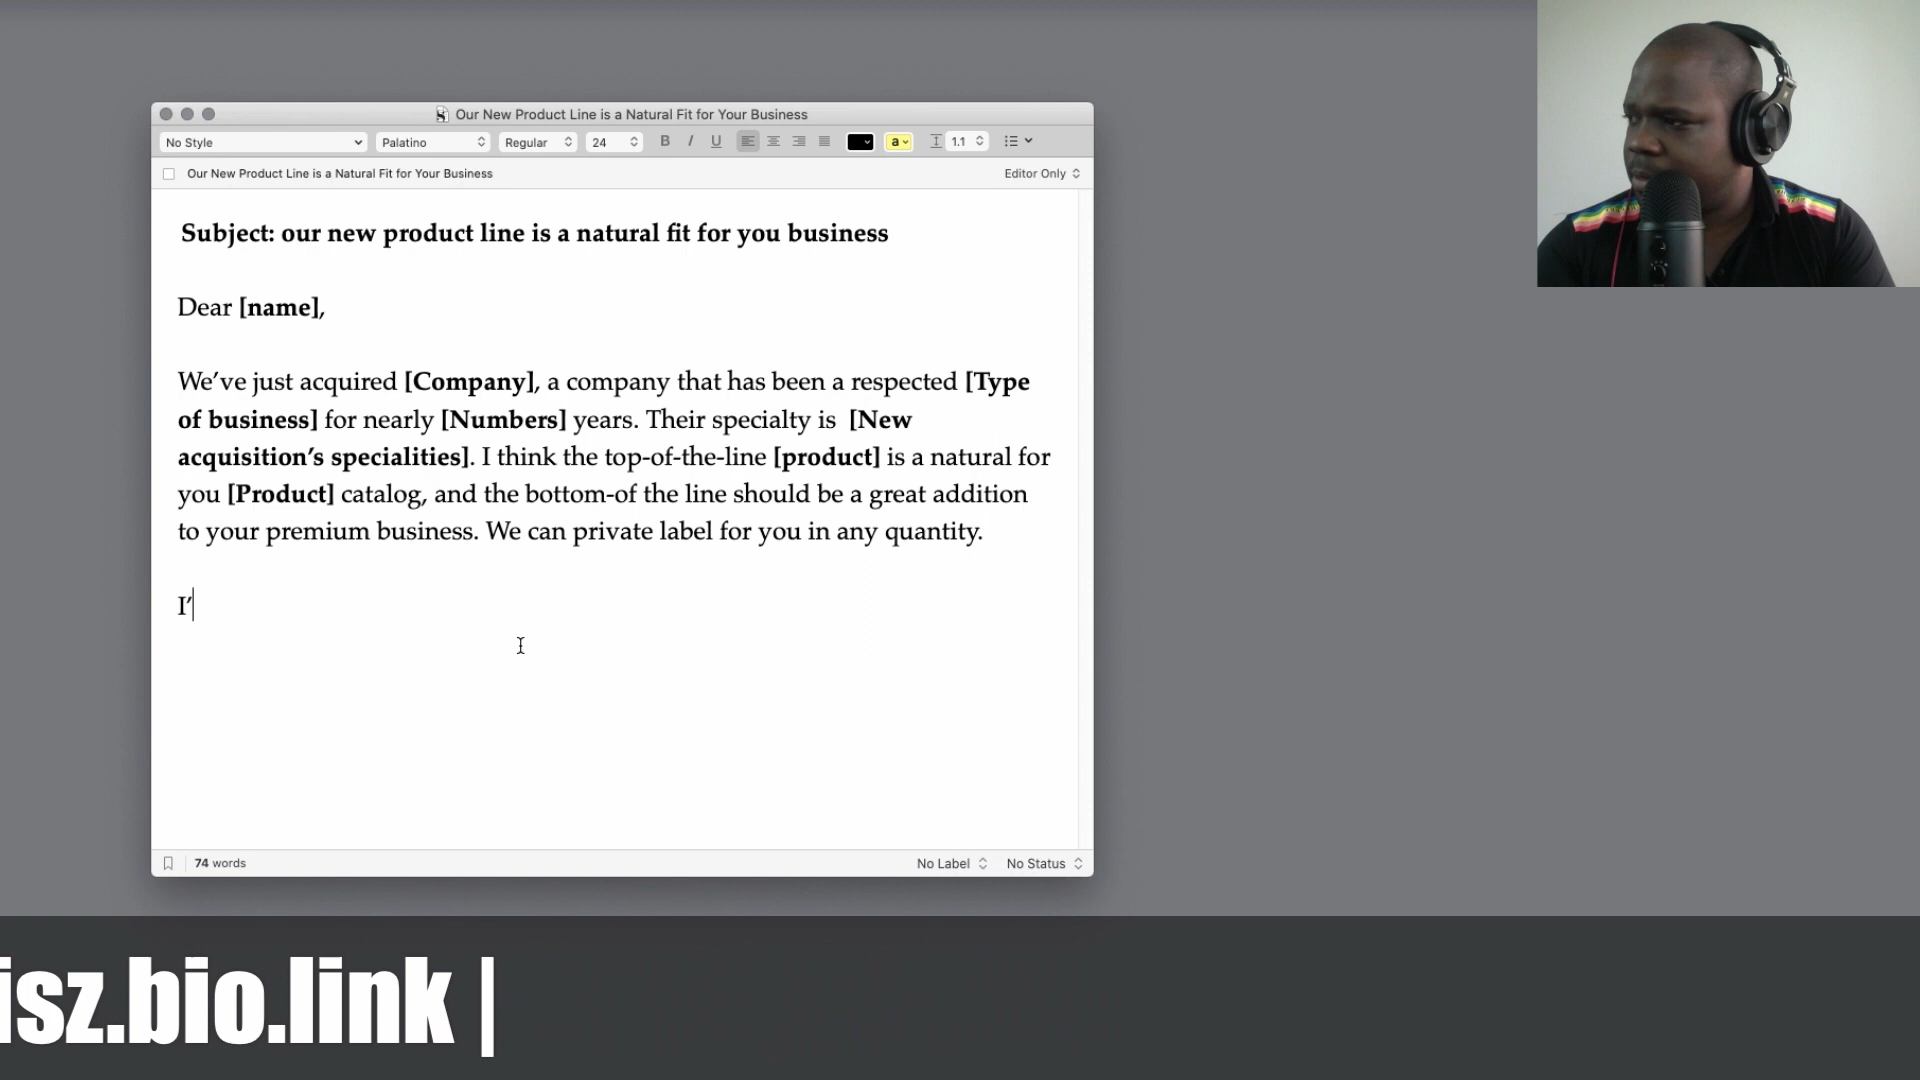 Our New Product Line is a Natural Fit for Your Business
No Style Palatino Regular 24 B I U a 1.1
Our New Product Line is a Natural Fit for Your Business Editor Only
Subject: our new product line is a natural fit for you business
Dear [name],
We’ve just acquired [Company], a company that has been a respected [Type
of business] for nearly [Numbers] years. Their specialty is [New
acquisition’s specialities]. I think the top-of-the-line [product] is a natural for
you [Product] catalog, and the bottom-of the line should be a great addition
to your premium business. We can private label for you in any quantity.
I’
74 words No Label No Status
isz.bio.link |